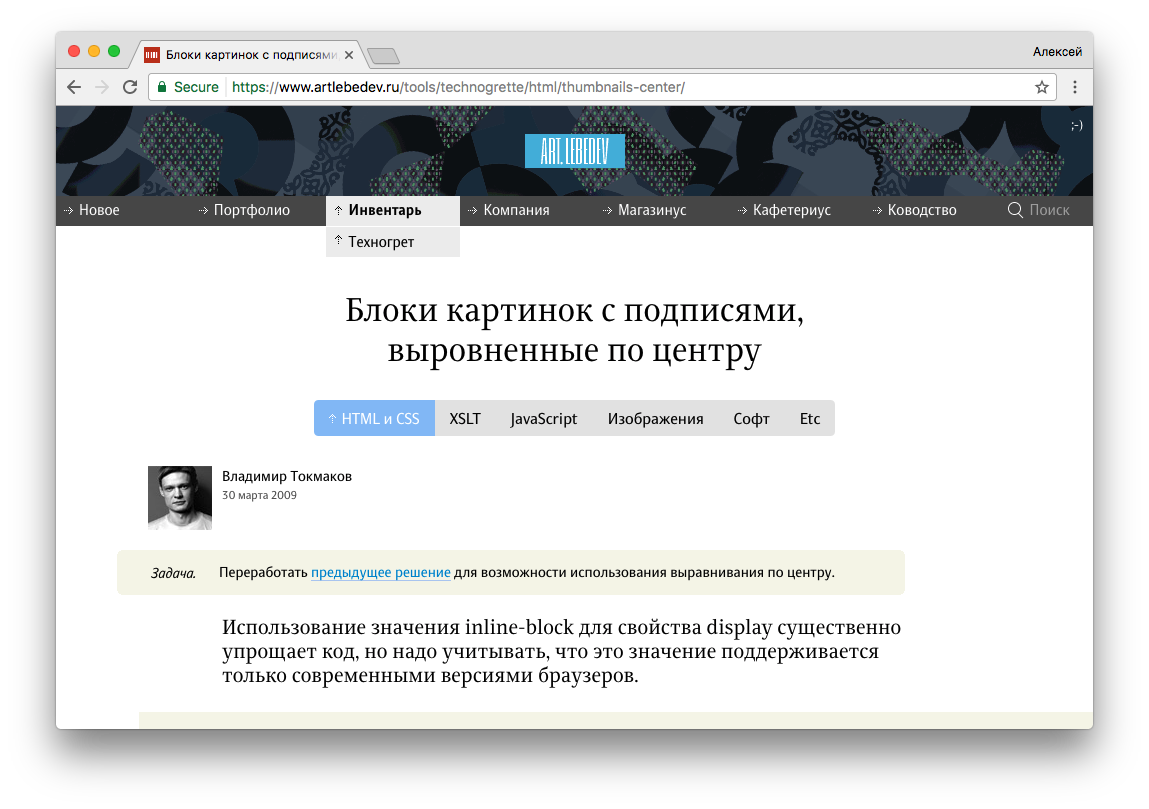 Блоки картинок с подписями,
Алексей
Secure https://www.artlebedev.ru/tools/technogrette/html/thumbnails-center/
;-)
ART. LEBEDEV
Новое Портфолио Инвентарь Компания Магазинус Кафетериус Ководство Поиск
Техногрет
Блоки картинок с подписями,
выровненные по центру
HTML и CSS XSLT JavaScript Изображения Софт Etc
Владимир Токмаков
30 марта 2009
Задача. Переработать предыдущее решение для возможности использования выравнивания по центру.
Использование значения inline-block для свойства display существенно
упрощает код, но надо учитывать, что это значение поддерживается
только современными версиями браузеров.